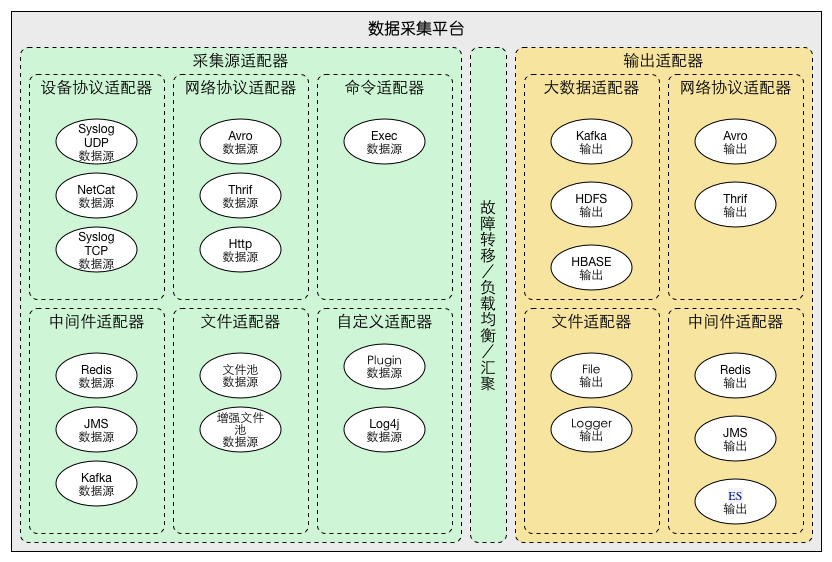 数据采集平台
采集源适配器
设备协议适配器
Syslog
UDP
数据源
NetCat
数据源
Syslog
TCP
数据源
网络协议适配器
Avro
数据源
Thrif
数据源
Http
数据源
命令适配器
Exec
数据源
中间件适配器
Redis
数据源
JMS
数据源
Kafka
数据源
文件适配器
文件池
数据源
增强文件
池
数据源
自定义适配器
Plugin
数据源
Log4j
数据源
故障转移/负载均衡/汇聚
输出适配器
大数据适配器
Kafka
输出
HDFS
输出
HBASE
输出
网络协议适配器
Avro
输出
Thrif
输出
文件适配器
File
输出
Logger
输出
中间件适配器
Redis
输出
JMS
输出
ES
输出